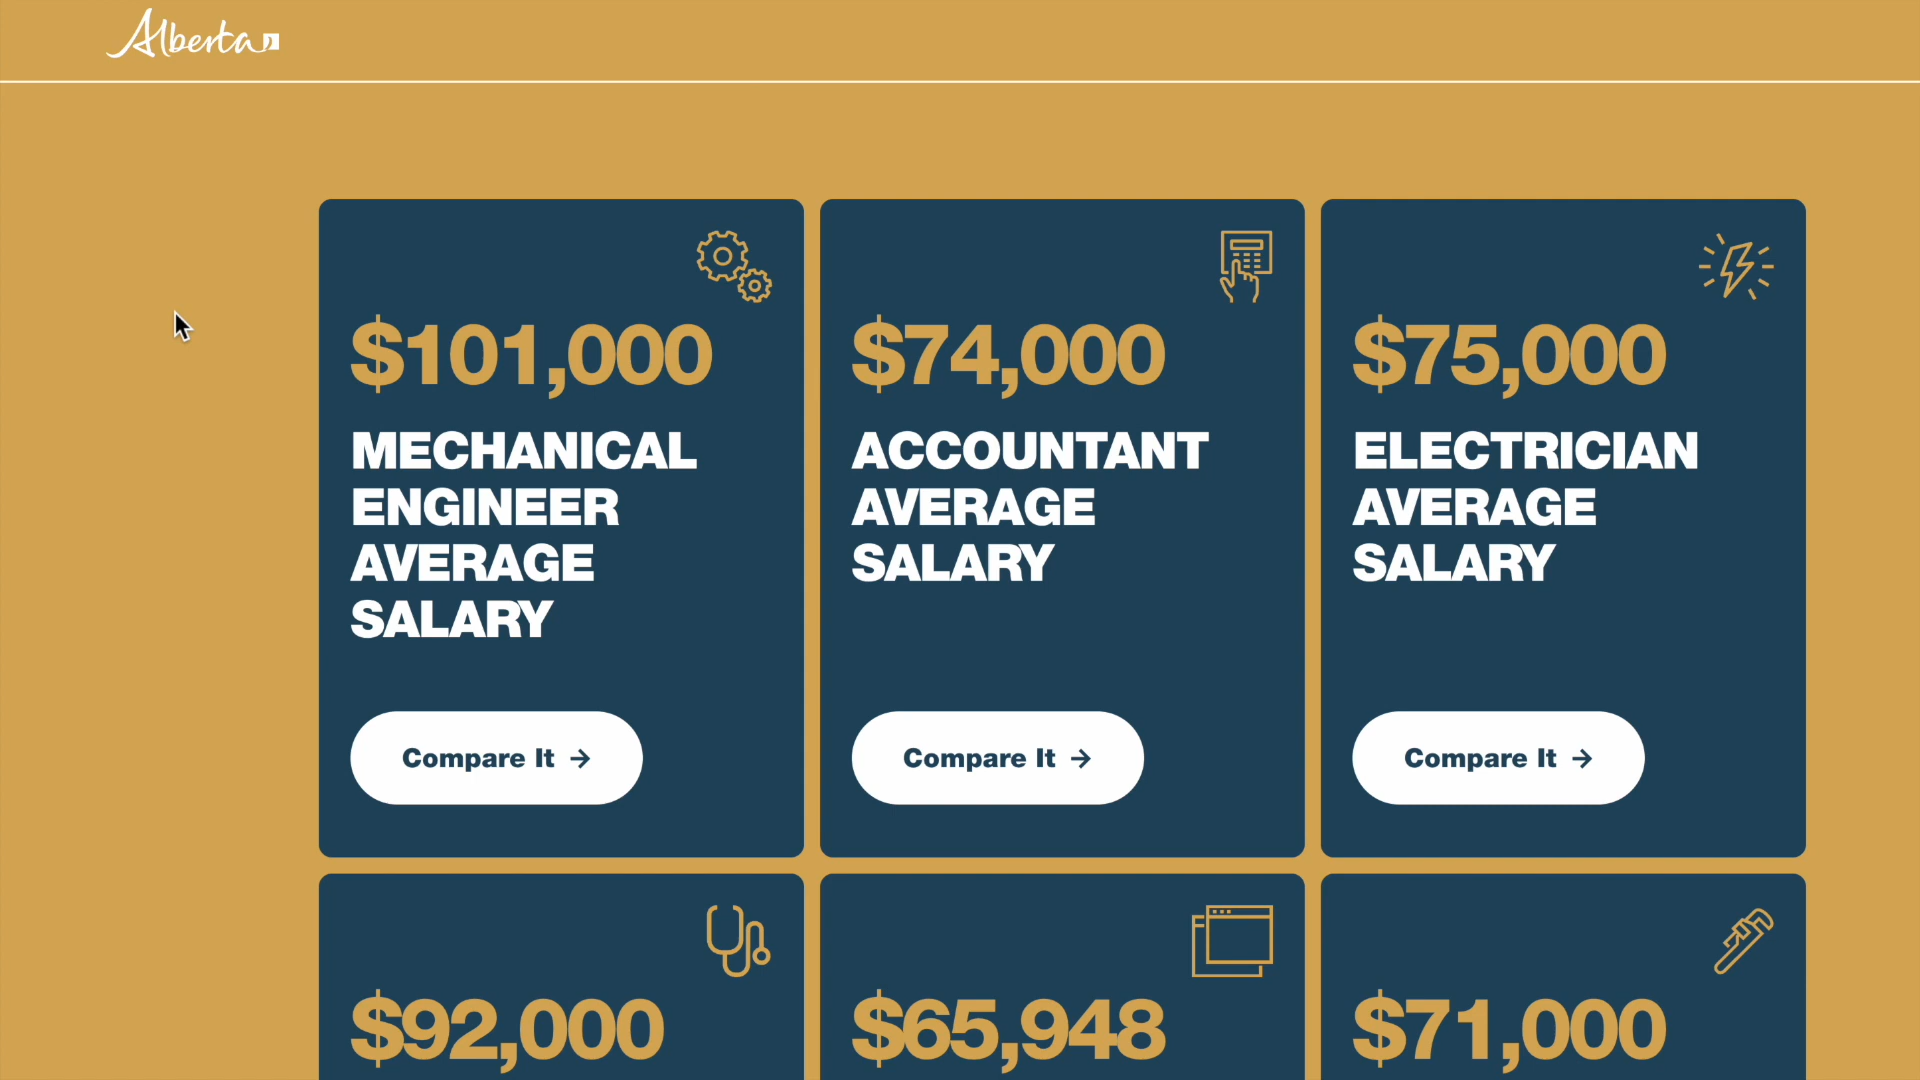 Alberta
$101,000
MECHANICAL
ENGINEER
AVERAGE
SALARY
Compare It →
$74,000
ACCOUNTANT
AVERAGE
SALARY
Compare It →
$75,000
ELECTRICIAN
AVERAGE
SALARY
Compare It →
$92,000
$65,948
$71,000